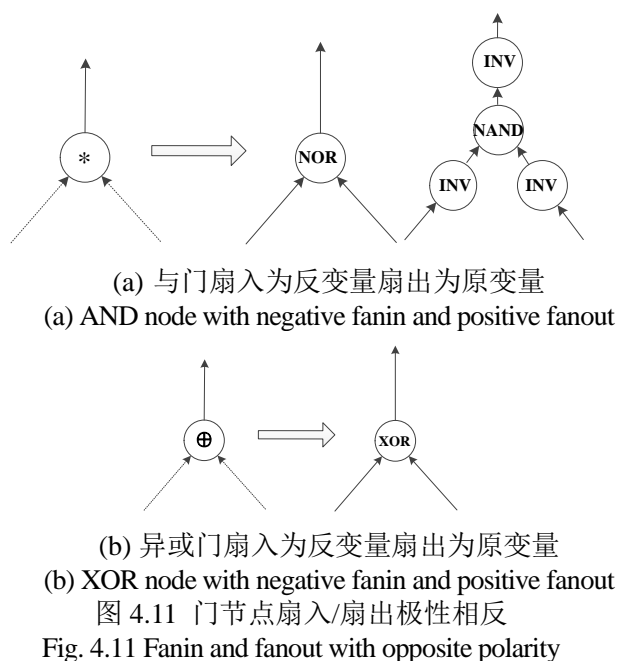 INV
* NOR NAND
INV INV
(a) 与门扇入为反变量扇出为原变量
(a) AND node with negative fanin and positive fanout
⊕ XOR
(b) 异或门扇入为反变量扇出为原变量
(b) XOR node with negative fanin and positive fanout
图 4.11 门节点扇入/扇出极性相反
Fig. 4.11 Fanin and fanout with opposite polarity